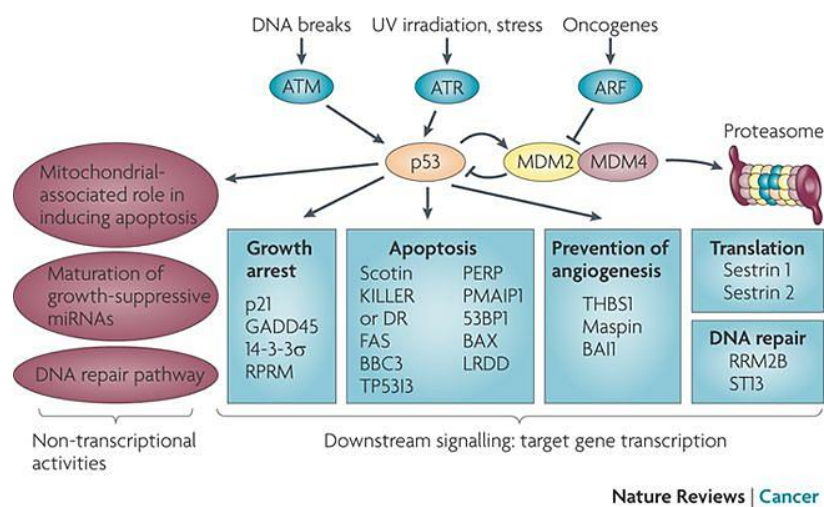 DNA breaks
UV irradiation, stress
Oncogenes
ATM
ATR
ARF
Proteasome
p53
MDM2
MDM4
Mitochondrial-
associated role in
inducing apoptosis
Maturation of
growth-suppressive
miRNAs
DNA repair pathway
Growth
arrest
p21
GADD45
14-3-3σ
RPRM
Apoptosis
Scotin
KILLER
or DR
FAS
BBC3
TP53I3
PERP
PMAIP1
53BP1
BAX
LRDD
Prevention of
angiogenesis
THBS1
Maspin
BAI1
Translation
Sestrin 1
Sestrin 2
DNA repair
RRM2B
ST13
Non-transcriptional
activities
Downstream signalling: target gene transcription
Nature Reviews | Cancer